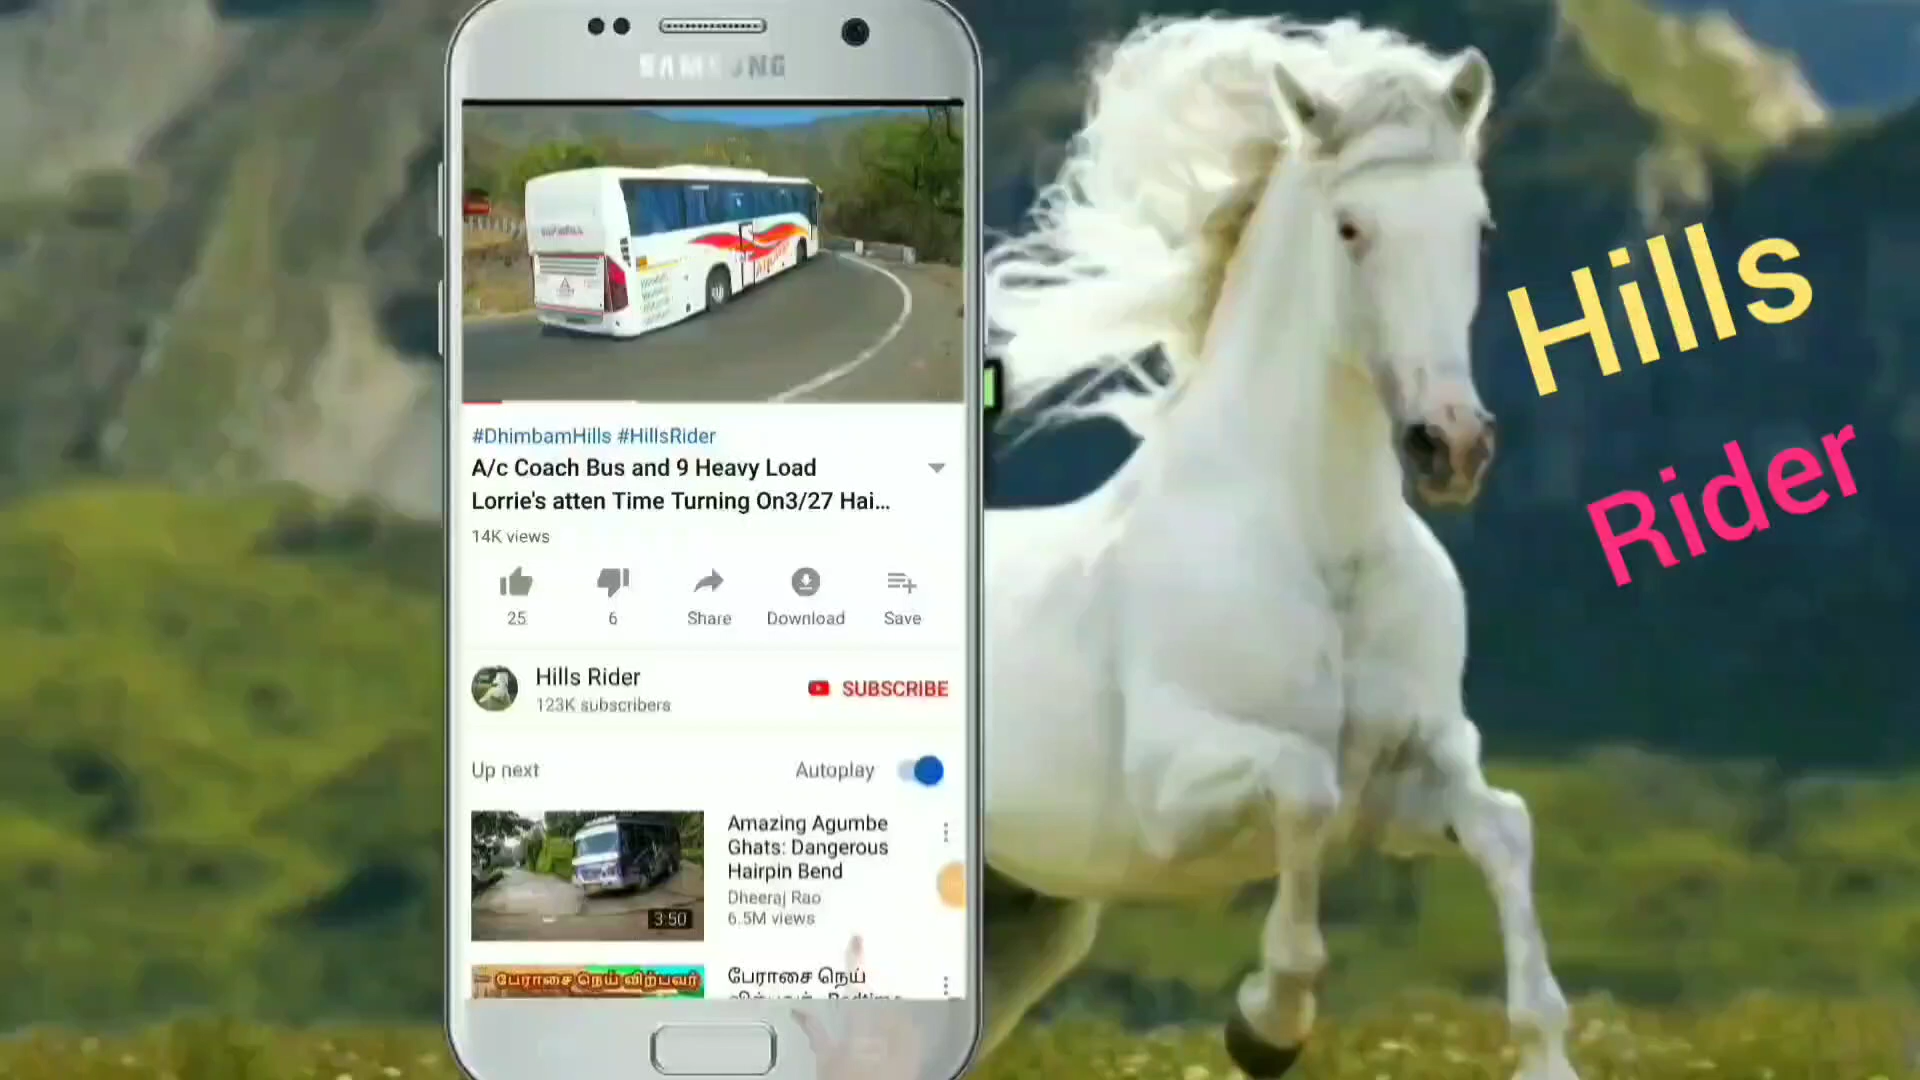 SAMSUNG
Hills
Rider
#DhimbamHills #HillsRider
A/c Coach Bus and 9 Heavy Load
Lorrie's atten Time Turning On3/27 Hai...
14K views
25
6
Share
Download
Save
Hills Rider
123K subscribers
SUBSCRIBE
Up next
Autoplay
3:50
Amazing Agumbe
Ghats: Dangerous
Hairpin Bend
Dheeraj Rao
6.5M views
பேராசை நெய் விற்பவர்
பேராசை நெய்